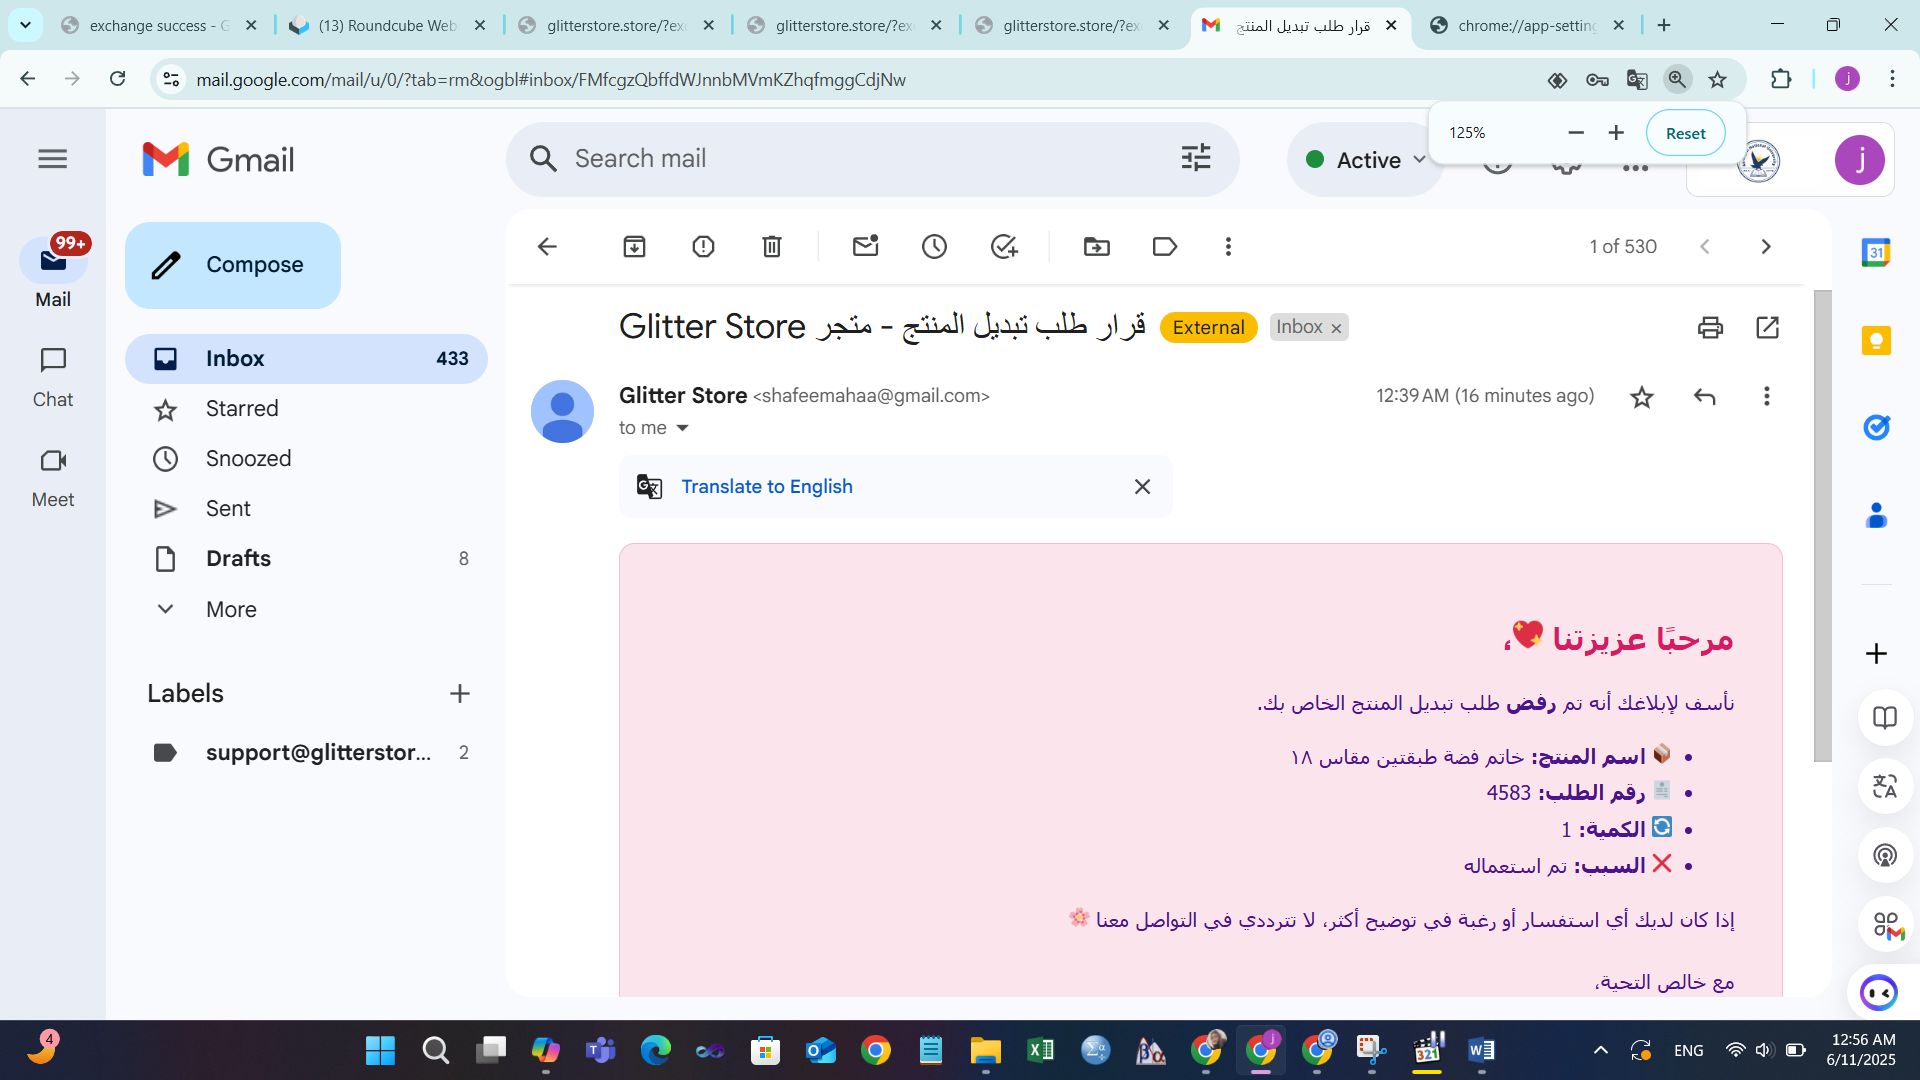 exchange success - G
(13) Roundcube Web
glitterstore.store/?exc
glitterstore.store/?exc
glitterstore.store/?exc
قرار طلب تبديل المنتج
chrome://app-setting
mail.google.com/mail/u/0/?tab=rm&ogbl#inbox/FMfcgzQbffdWJnnbMVmKZhqfmggCdjNw
j
125%
Reset
Gmail
Search mail
Active
j
99+
Mail
Chat
Meet
Compose
Inbox 433
Starred
Snoozed
Sent
Drafts 8
More
Labels
support@glitterstor... 2
1 of 530
31
قرار طلب تبديل المنتج - متجر Glitter Store
External
Inbox
Glitter Store <shafeemahaa@gmail.com>
12:39 AM (16 minutes ago)
to me
Translate to English
مرحبًا عزيزتنا 💖،
نأسف لإبلاغك أنه تم رفض طلب تبديل المنتج الخاص بك.
• 📦 اسم المنتج: خاتم فضة طبقتين مقاس ١٨
• 🧾 رقم الطلب: 4583
• 🔄 الكمية: 1
• ❌ السبب: تم استعماله
إذا كان لديك أي استفسار أو رغبة في توضيح أكثر، لا تترددي في التواصل معنا 🌸
مع خالص التحية،
4
ENG
12:56 AM
6/11/2025